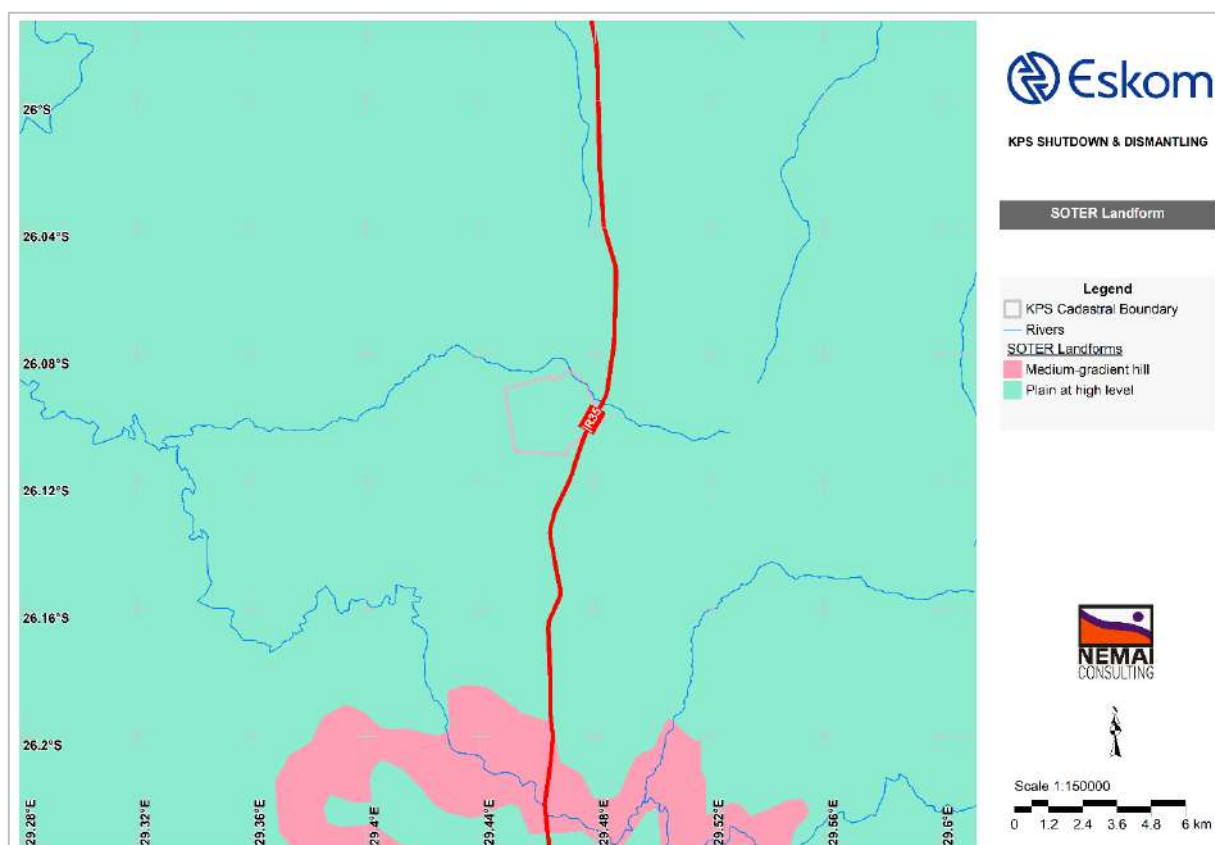 26°S
26.04°S
26.08°S
26.12°S
26.16°S
26.2°S
29.28°E
29.32°E
29.36°E
29.4°E
29.44°E
29.48°E
29.52°E
29.56°E
29.6°E
R35
Eskom
KPS SHUTDOWN & DISMANTLING
SOTER Landform
Legend
KPS Cadastral Boundary
Rivers
SOTER Landforms
Medium-gradient hill
Plain at high level
NEMAI
CONSULTING
Scale 1:150000
0 1.2 2.4 3.6 4.8 6 km